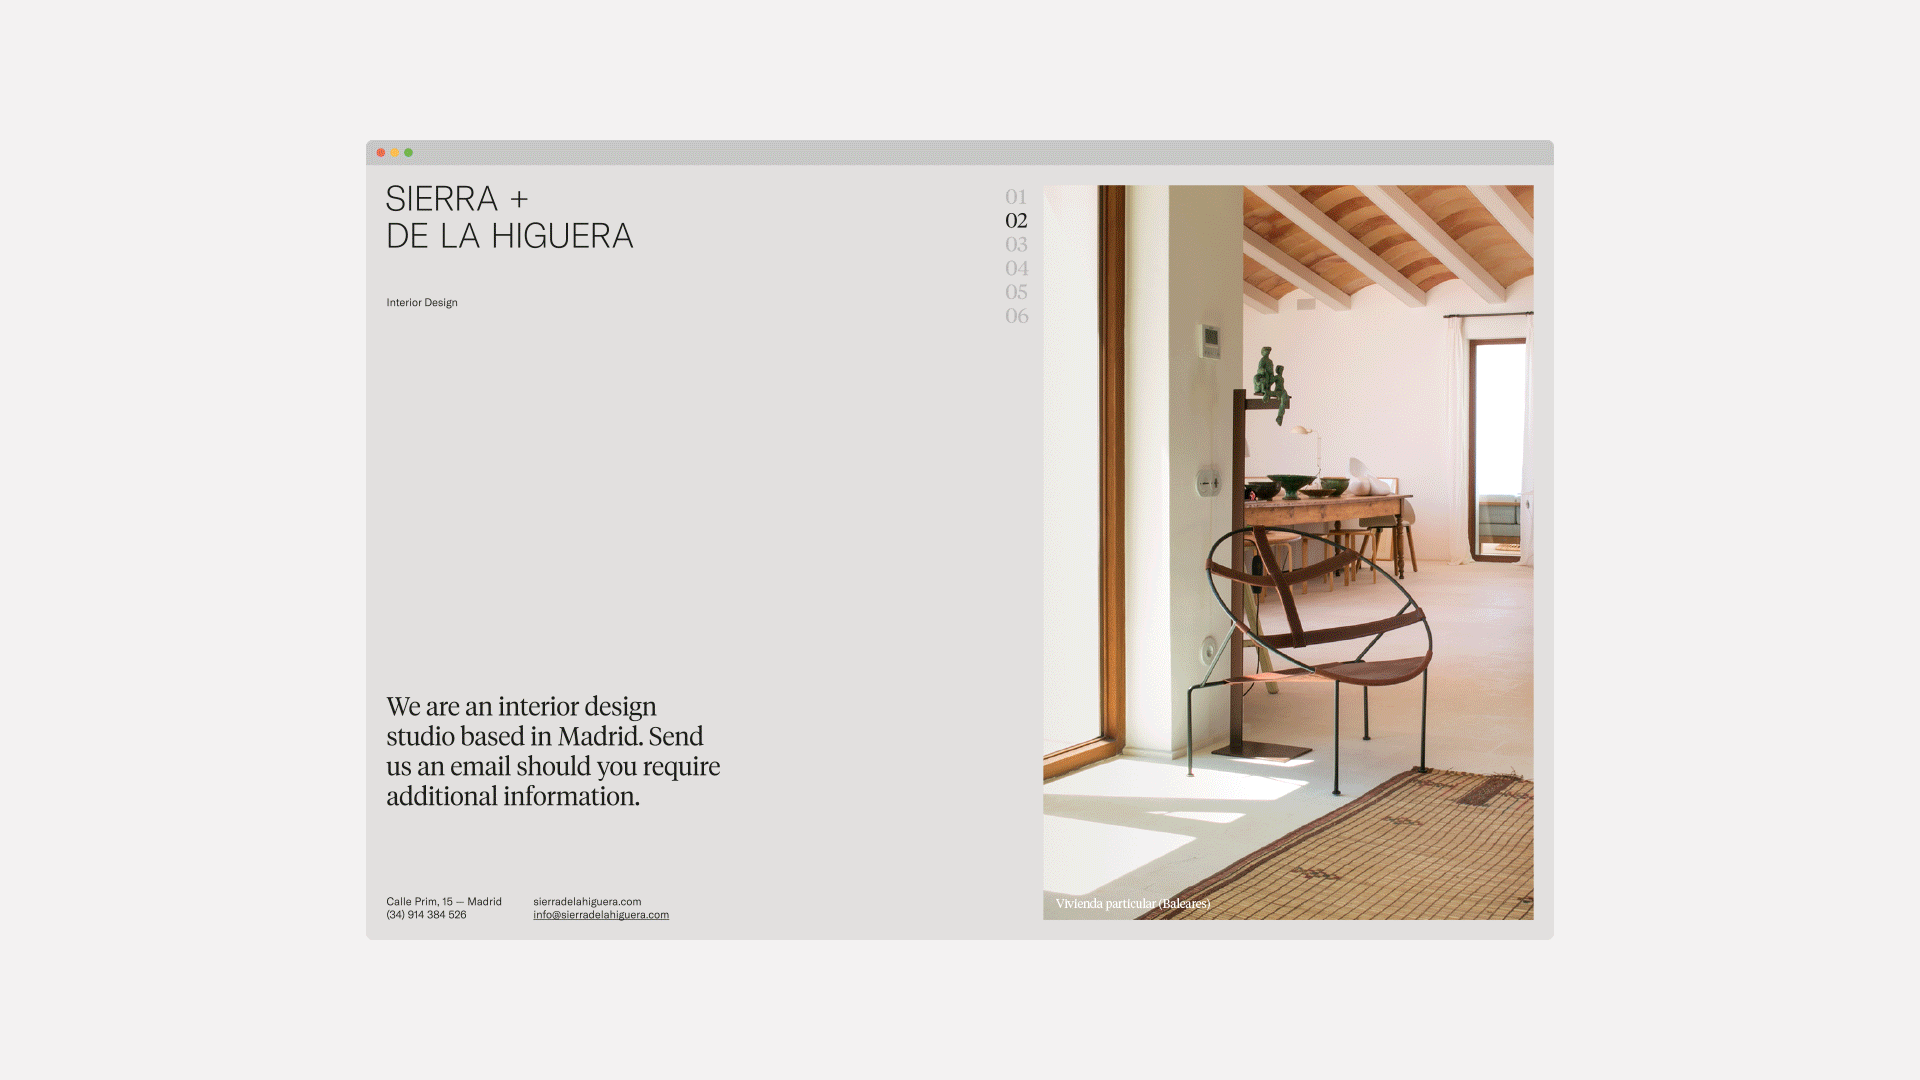 SIERRA +
DE LA HIGUERA
Interior Design
We are an interior design
studio based in Madrid. Send
us an email should you require
additional information.
Calle Prim, 15 — Madrid
(34) 914 384 526
sierradelahiguera.com
info@sierradelahiguera.com
01
02
03
04
05
06
Vivienda particular (Baleares)